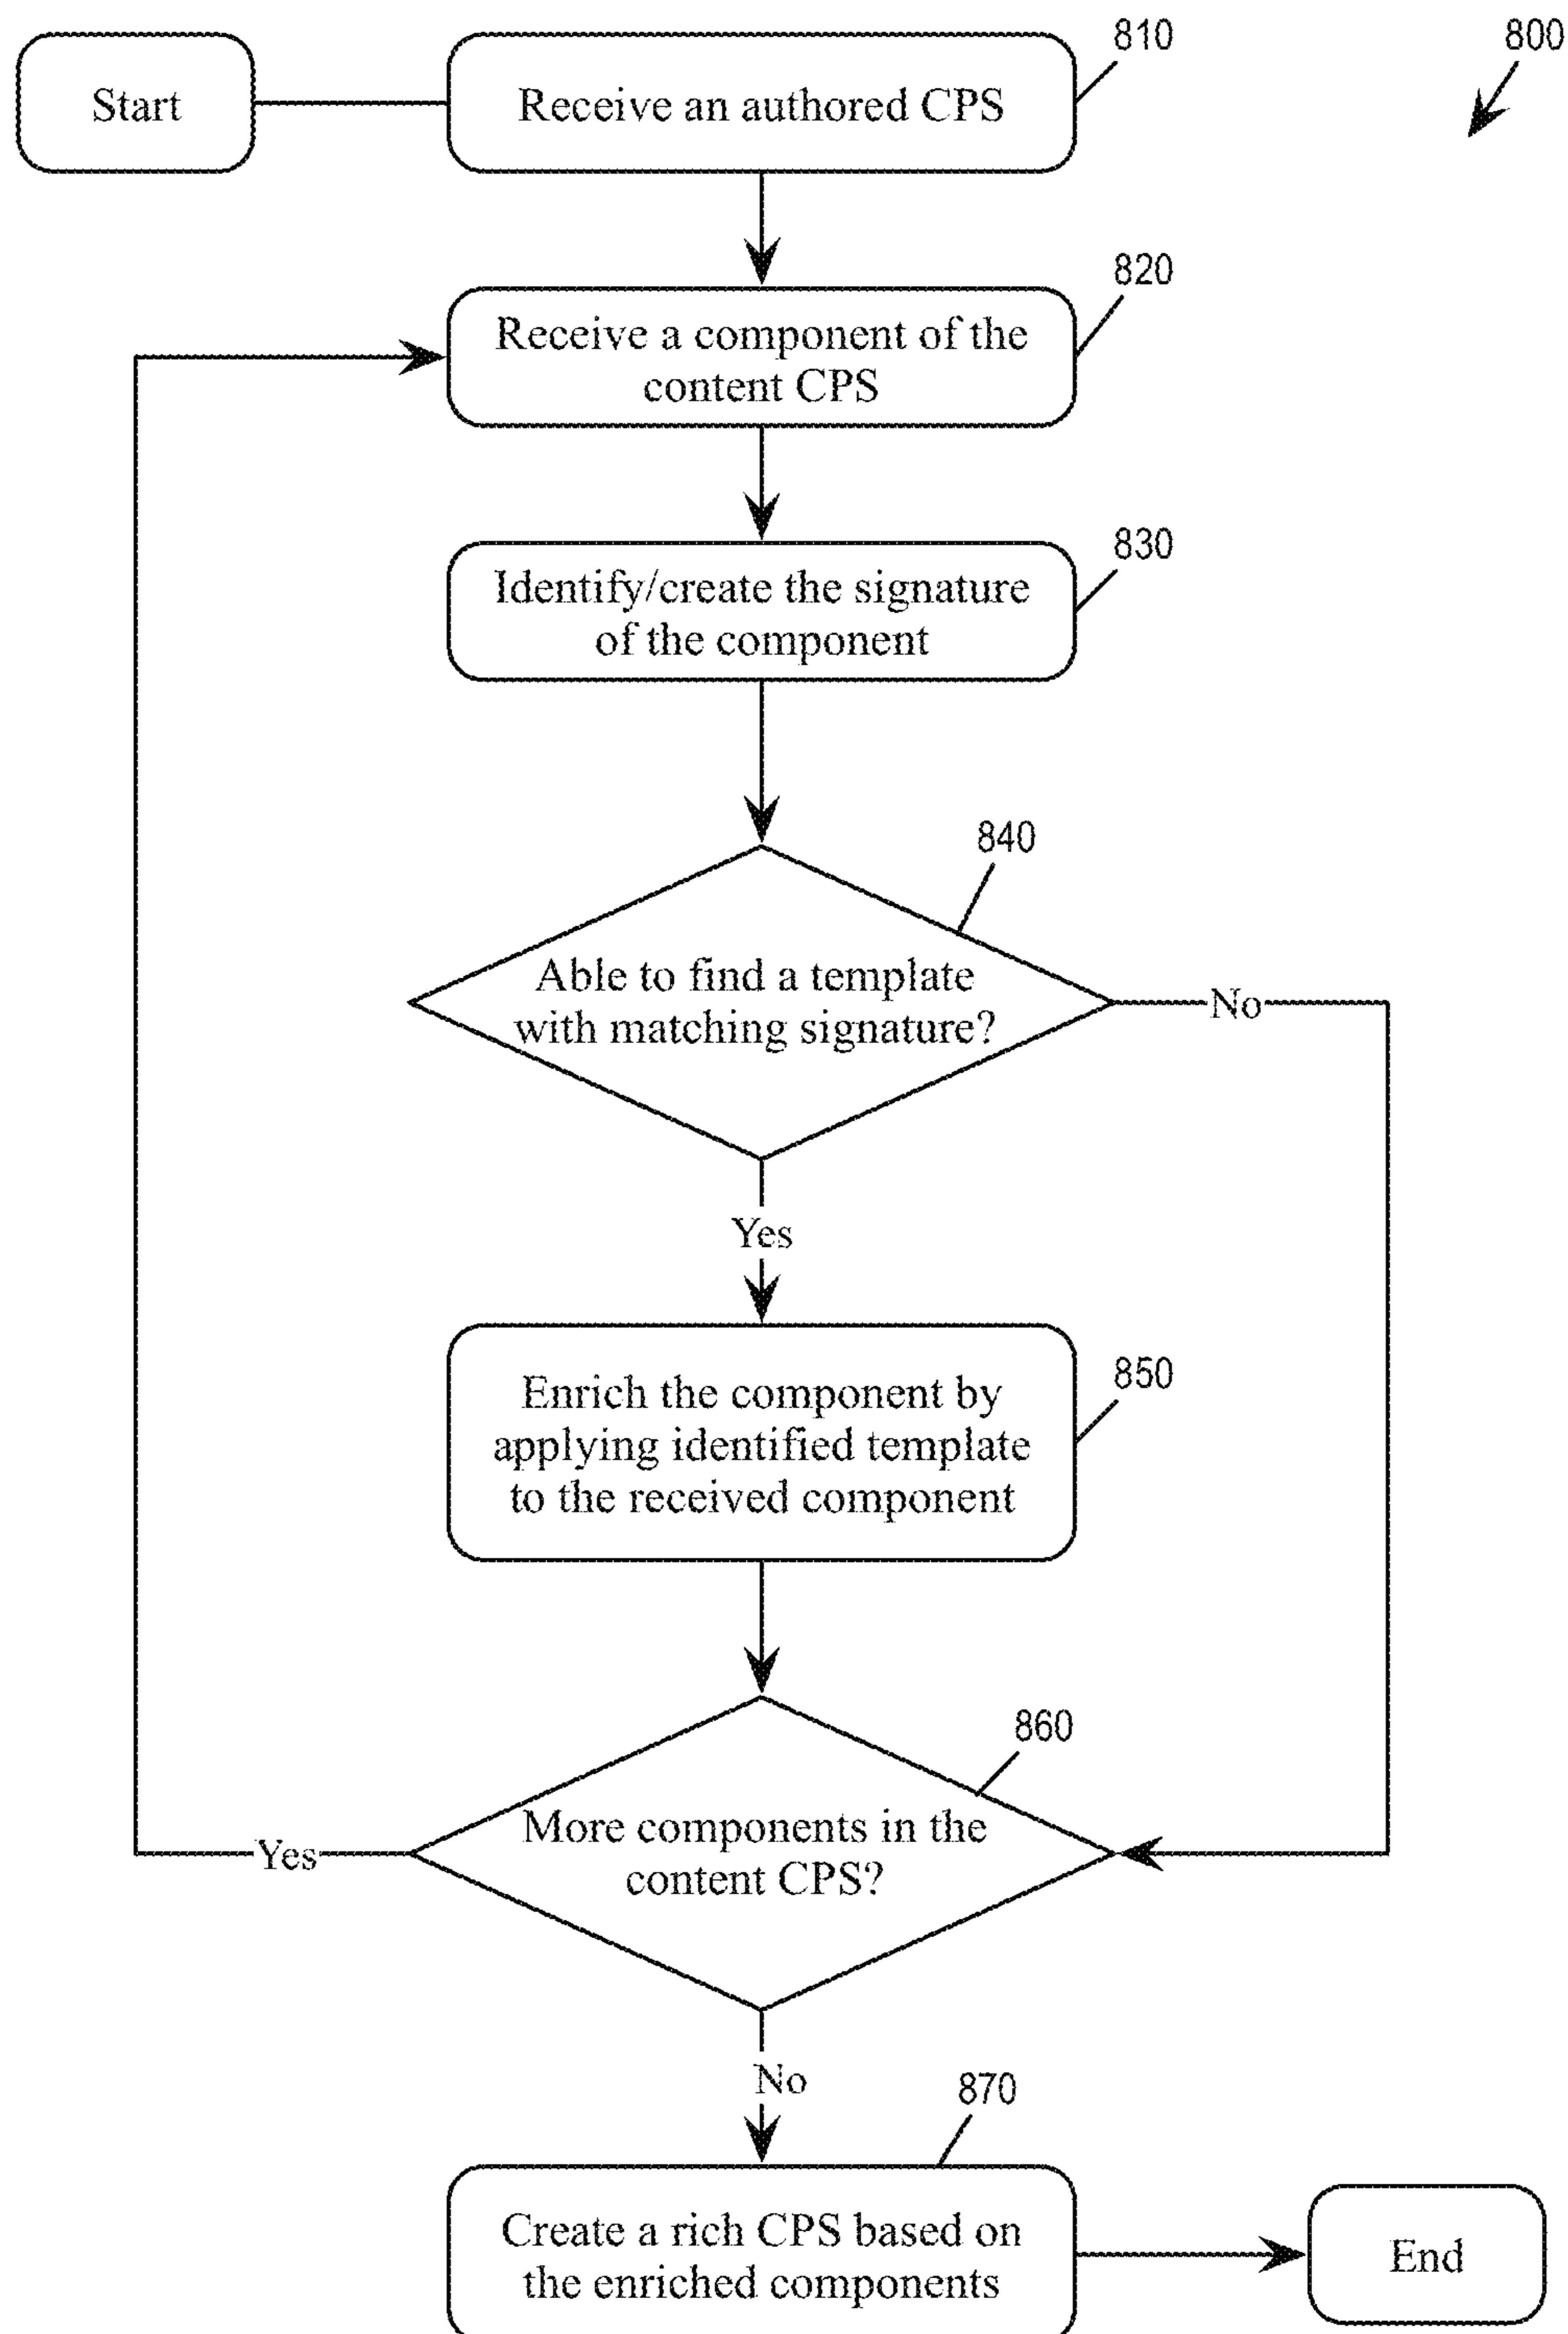 800
Start
Receive an authored CPS
810
Receive a component of the
content CPS
820
Identify/create the signature
of the component
830
Able to find a template
with matching signature?
840
No
Yes
Enrich the component by
applying identified template
to the received component
850
More components in the
content CPS?
860
Yes
No
Create a rich CPS based on
the enriched components
870
End